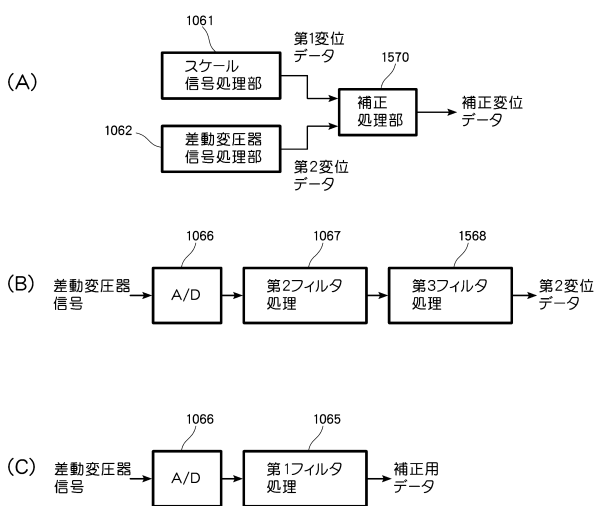 (A)
1061
スケール
信号処理部
第1変位
データ
1570
補正
処理部
補正変位
データ
1062
差動変圧器
信号処理部
第2変位
データ
(B)
差動変圧器
信号
1066
A/D
1067
第2フィルタ
処理
1568
第3フィルタ
処理
第2変位
データ
(C)
差動変圧器
信号
1066
A/D
1065
第1フィルタ
処理
補正用
データ